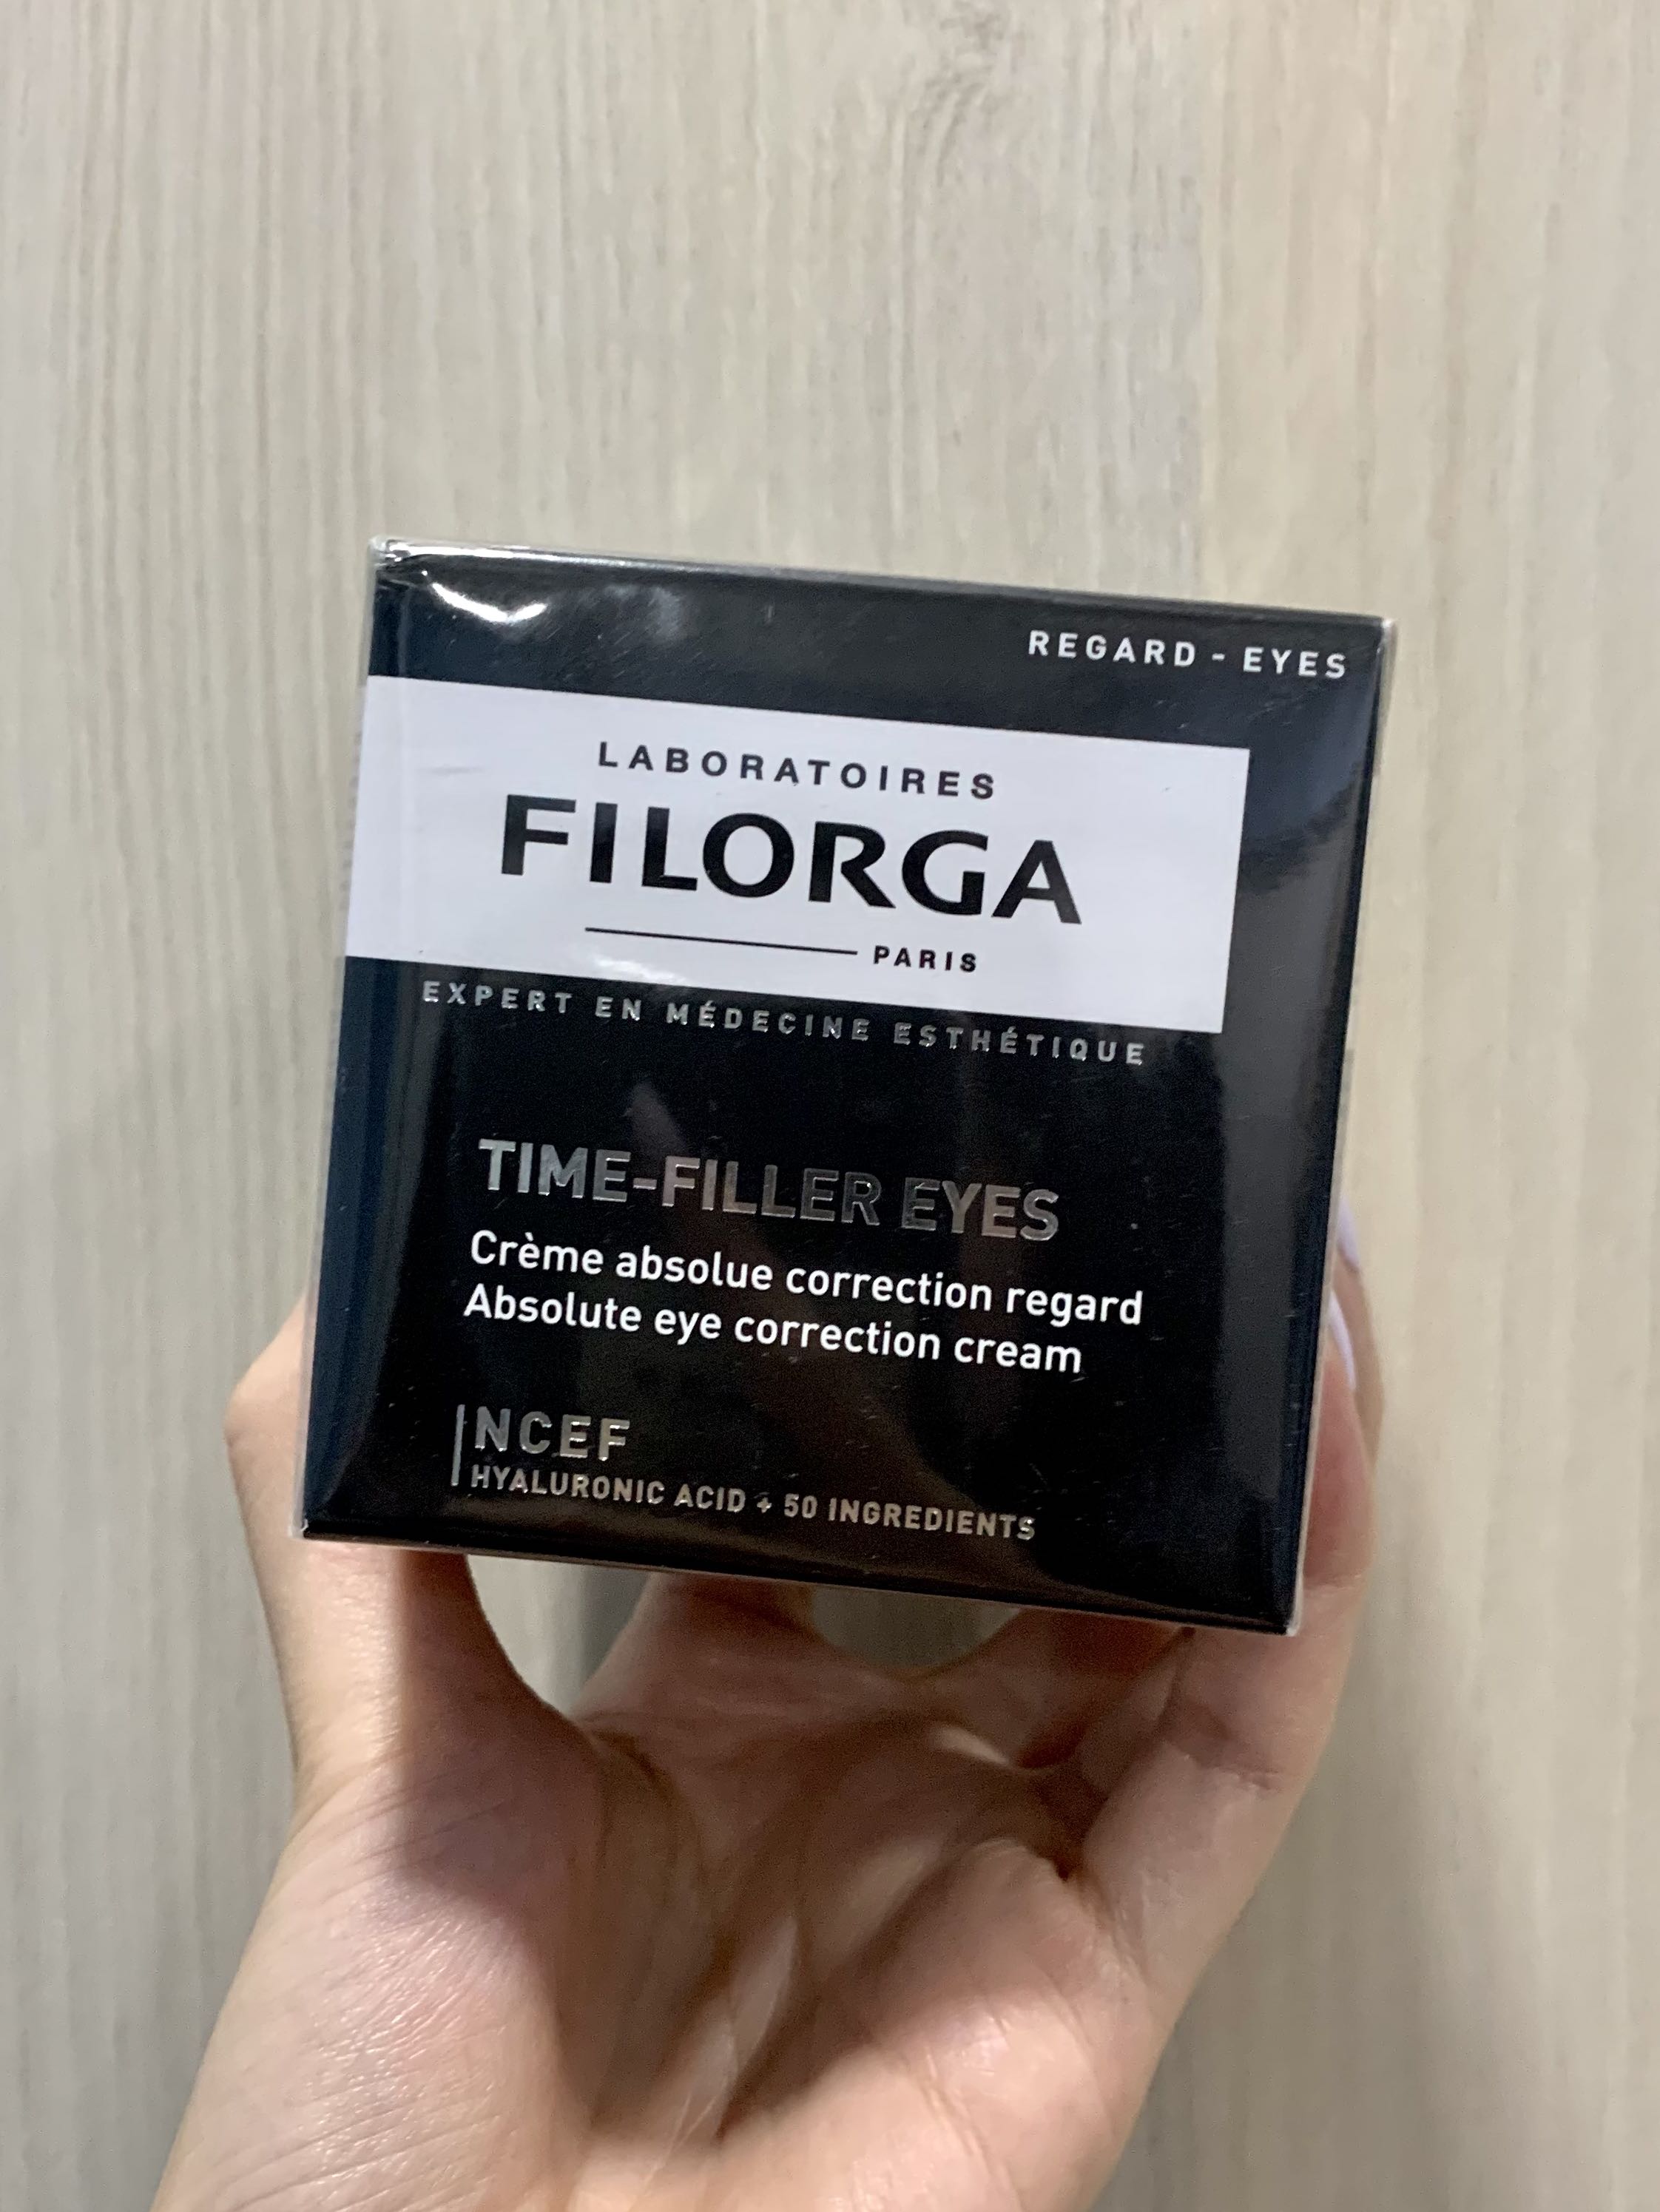 REGARD - EYES
LABORATOIRES
FILORGA
PARIS
EXPERT EN MÉDECINE ESTHÉTIQUE
TIME-FILLER EYES
Crème absolue correction regard
Absolute eye correction cream
NCEF
HYALURONIC ACID + 50 INGREDIENTS